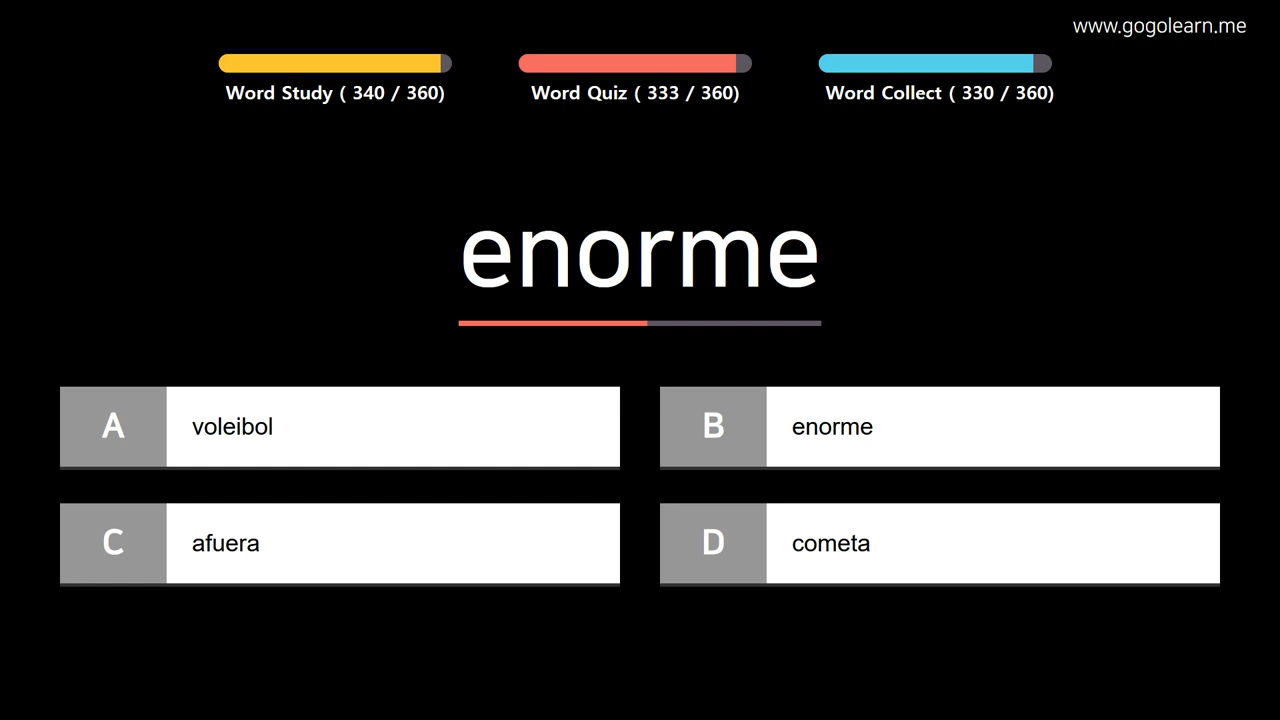 www.gogolearn.me
Word Study ( 340 / 360)
Word Quiz ( 333 / 360)
Word Collect ( 330 / 360)
enorme
A voleibol
B enorme
C afuera
D cometa